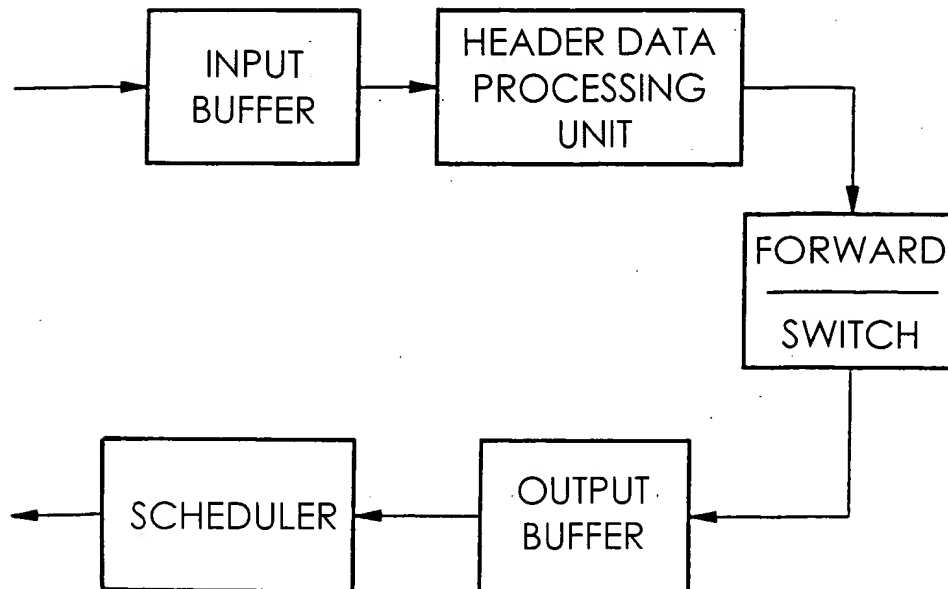 INPUT
BUFFER
HEADER DATA
PROCESSING
UNIT
FORWARD
SWITCH
OUTPUT
BUFFER
SCHEDULER